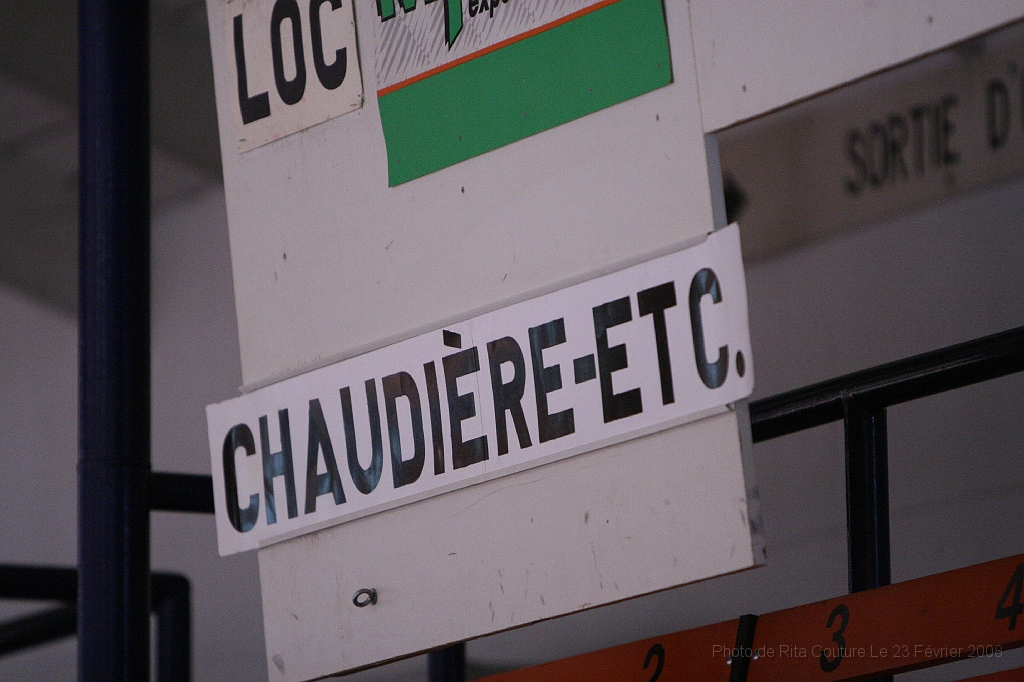 LOC
SORTIE D'
CHAUDIÈRE-ETC.
2 3 4
Photo de Rita Couture Le 23 Février 2008